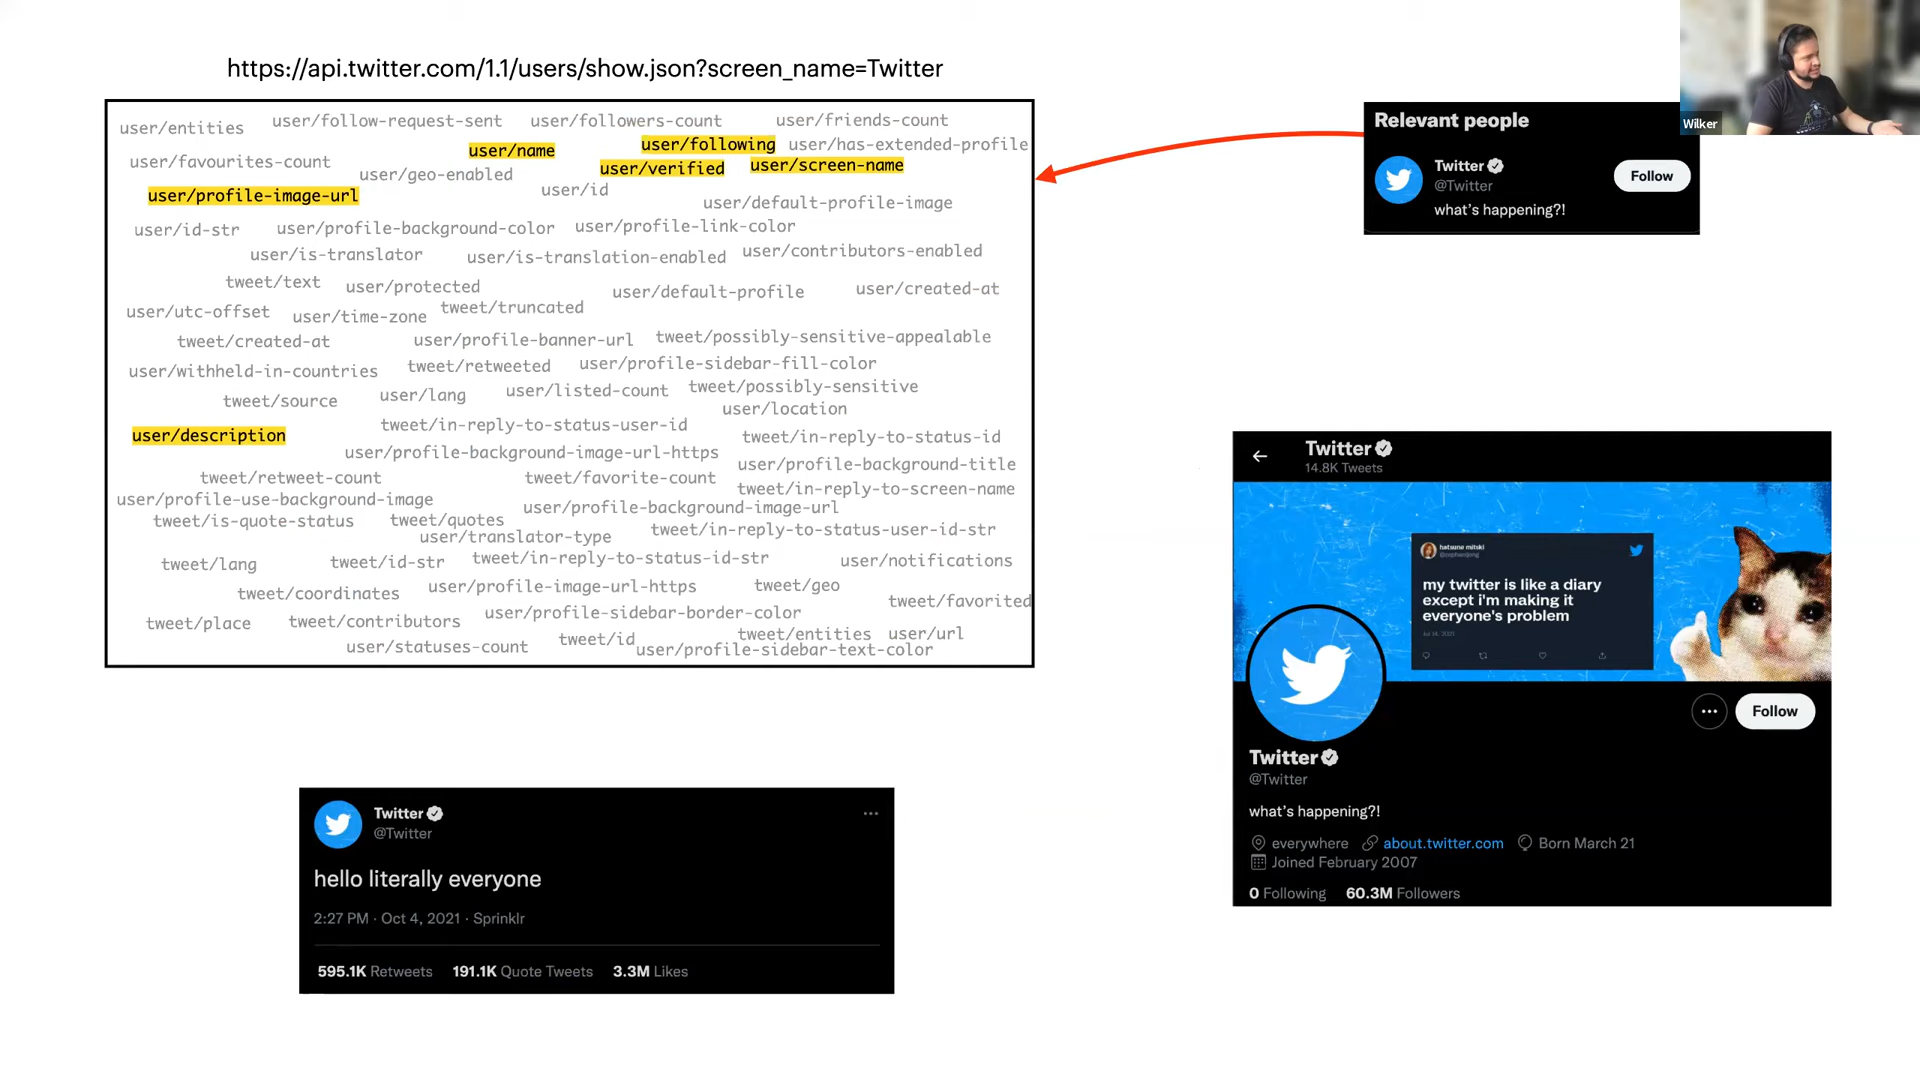 https://api.twitter.com/1.1/users/show.json?screen_name=Twitter
user/entities user/follow-request-sent user/followers-count user/friends-count
user/name user/following user/has-extended-profile
user/favourites-count user/geo-enabled user/verified user/screen-name
user/profile-image-url user/id user/default-profile-image
user/id-str user/profile-background-color user/profile-link-color
user/is-translator user/is-translation-enabled user/contributors-enabled
tweet/text user/protected user/default-profile user/created-at
user/utc-offset user/time-zone tweet/truncated
tweet/created-at user/profile-banner-url tweet/possibly-sensitive-appealable
user/withheld-in-countries tweet/retweeted user/profile-sidebar-fill-color
tweet/source user/lang user/listed-count tweet/possibly-sensitive
user/location
user/description tweet/in-reply-to-status-user-id tweet/in-reply-to-status-id
user/profile-background-image-url-https user/profile-background-title
tweet/retweet-count tweet/favorite-count tweet/in-reply-to-screen-name
user/profile-use-background-image user/profile-background-image-url
tweet/is-quote-status tweet/quotes tweet/in-reply-to-status-user-id-str
user/translator-type
tweet/lang tweet/id-str tweet/in-reply-to-status-id-str user/notifications
tweet/coordinates user/profile-image-url-https tweet/geo
tweet/favorited
tweet/place tweet/contributors user/profile-sidebar-border-color
user/statuses-count tweet/id tweet/entities user/url
user/profile-sidebar-text-color
Wilker
Relevant people
Twitter
@Twitter
Follow
what's happening?!
Twitter
14.8K Tweets
hatsune mitski
my twitter is like a diary
except i'm making it
everyone's problem
Follow
Twitter
@Twitter
what's happening?!
everywhere about.twitter.com Born March 21
Joined February 2007
0 Following 60.3M Followers
Twitter
@Twitter
hello literally everyone
2:27 PM · Oct 4, 2021 · Sprinklr
595.1K Retweets 191.1K Quote Tweets 3.3M Likes